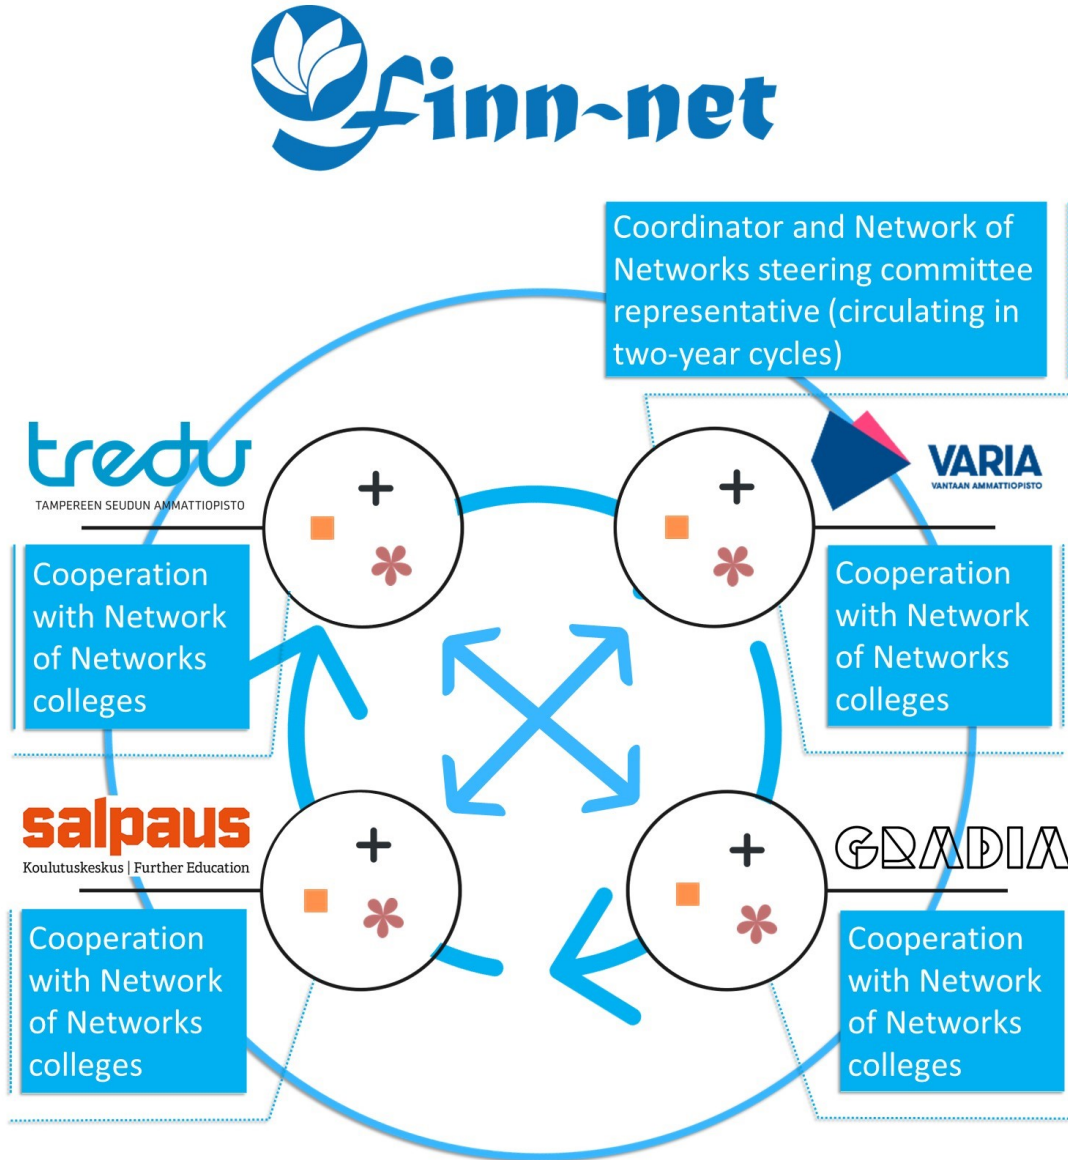 finn-net
Coordinator and Network of
Networks steering committee
representative (circulating in
two-year cycles)
tredu
TAMPEREEN SEUDUN AMMATTIOPISTO
VARIA
VANTAAN AMMATTIOPISTO
Cooperation
with Network
of Networks
colleges
Cooperation
with Network
of Networks
colleges
salpaus
Koulutuskeskus | Further Education
GRADIA
Cooperation
with Network
of Networks
colleges
Cooperation
with Network
of Networks
colleges